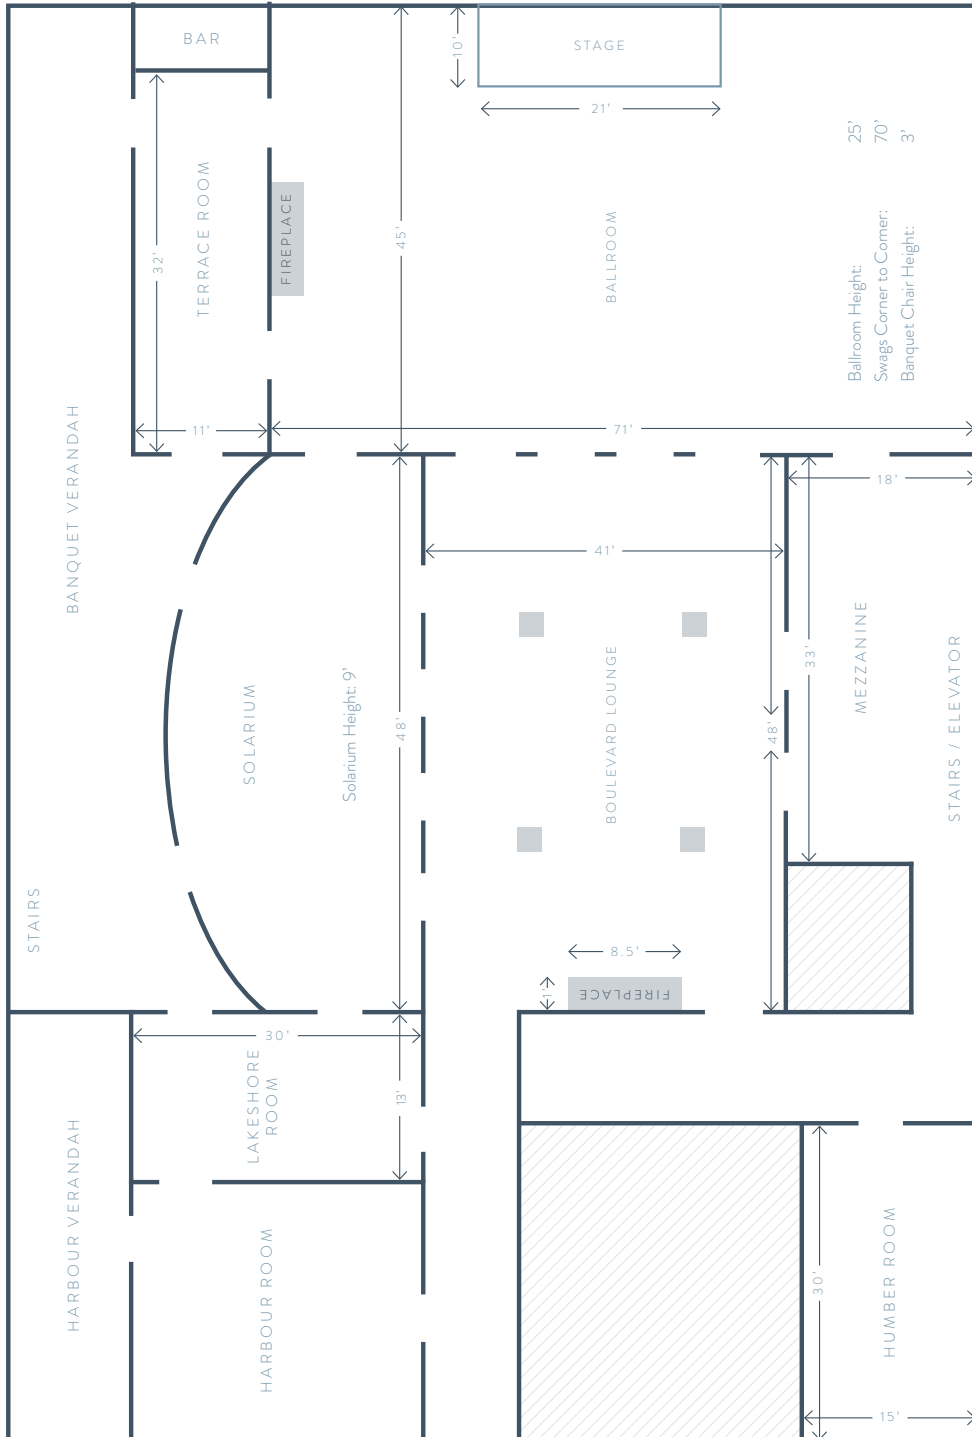 BAR
STAGE
10'
21'
25'
70'
3'
Ballroom Height:
Swags Corner to Corner:
Banquet Chair Height:
TERRACE ROOM
FIREPLACE
32'
45'
BALLROOM
11'
71'
BANQUET VERANDAH
18'
41'
SOLARIUM
Solarium Height: 9'
48'
BOULEVARD LOUNGE
48'
33'
MEZZANINE
STAIRS / ELEVATOR
STAIRS
8.5'
1'
FIREPLACE
30'
LAKESHORE
ROOM
13'
HARBOUR VERANDAH
HARBOUR ROOM
30'
HUMBER ROOM
15'